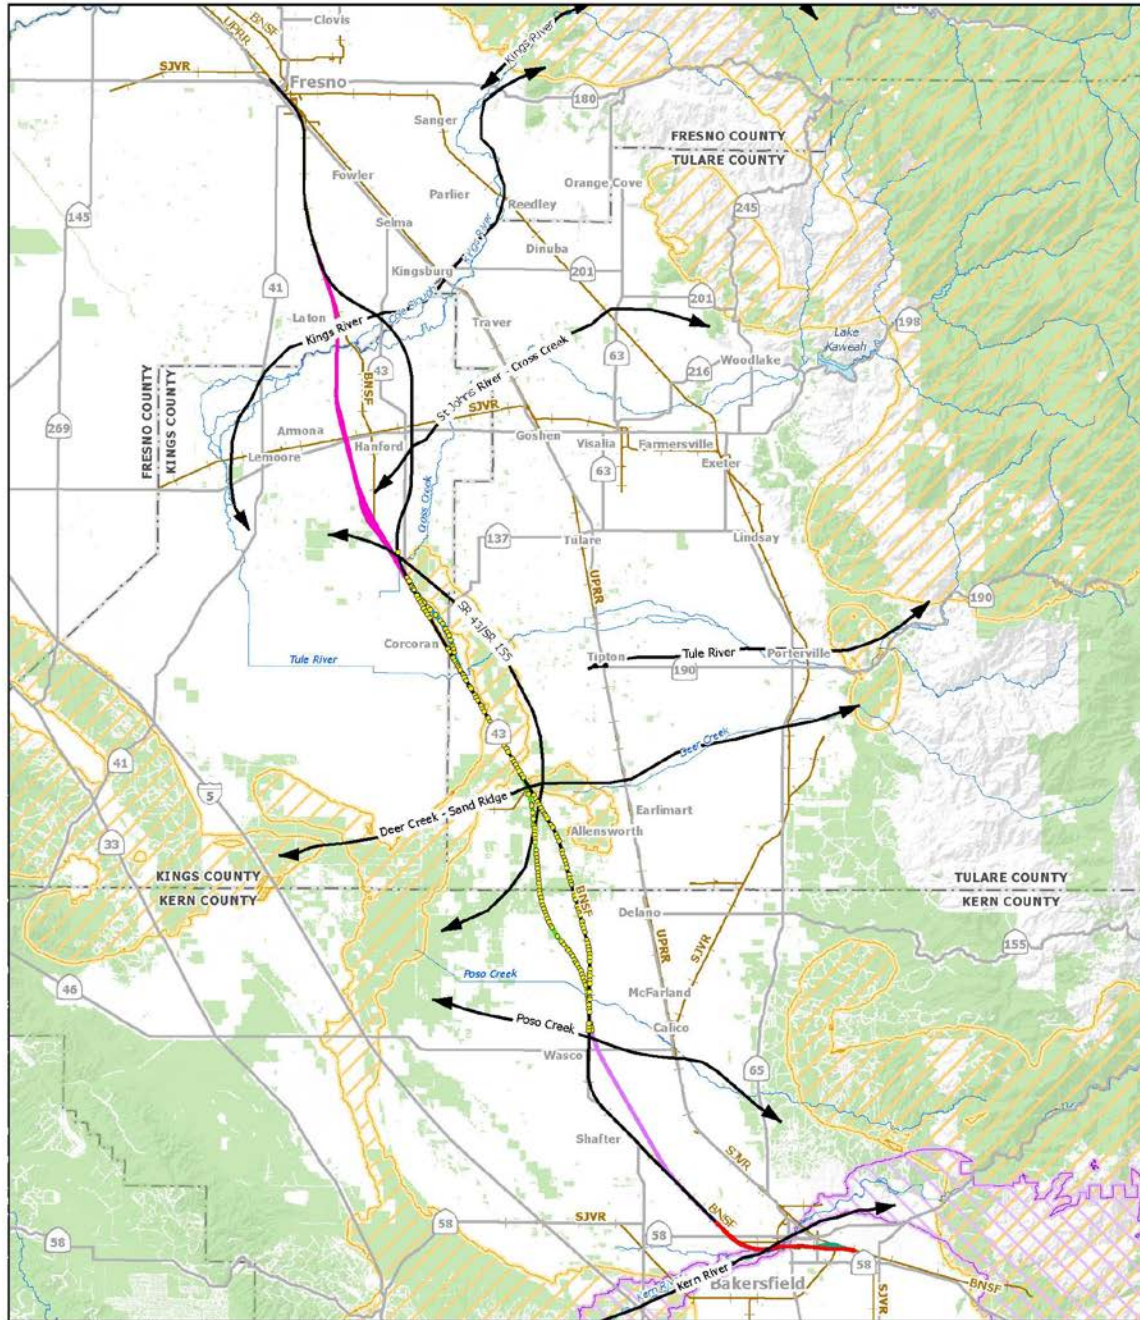 Clovis
BNSF
UPRR
SJVR
Fresno
Kings River
180
Sanger
FRESNO COUNTY
TULARE COUNTY
Fowler
Parlier
Orange Cove
145
Reedley
245
Selma
Dinuba
Kingsburg
201
41
201
Laton
Cole Slough
Kings River
Traver
198
Lake
Kaweah
43
63
Woodlake
216
BNSF
St Johns River - Cross Creek
SJVR
269
FRESNO COUNTY
KINGS COUNTY
Armona
Hanford
Goshen
Visalia
Farmersville
Lemoore
63
Exeter
Cross Creek
137
Tulare
Lindsay
UPRR
190
SR 43/SR 155
Corcoran
Tule River
Tipton
Tule River
Porterville
190
43
Deer Creek
41
5
Deer Creek - Sand Ridge
Earlimart
Allensworth
33
KINGS COUNTY
KERN COUNTY
TULARE COUNTY
KERN COUNTY
BNSF
Delano
UPRR
SJVR
155
Poso Creek
46
McFarland
Poso Creek
Calico
Wasco
65
Shafter
SJVR
BNSF
SJVR
58
58
58
58
Kern River
Bakersfield
BNSF
SJVR